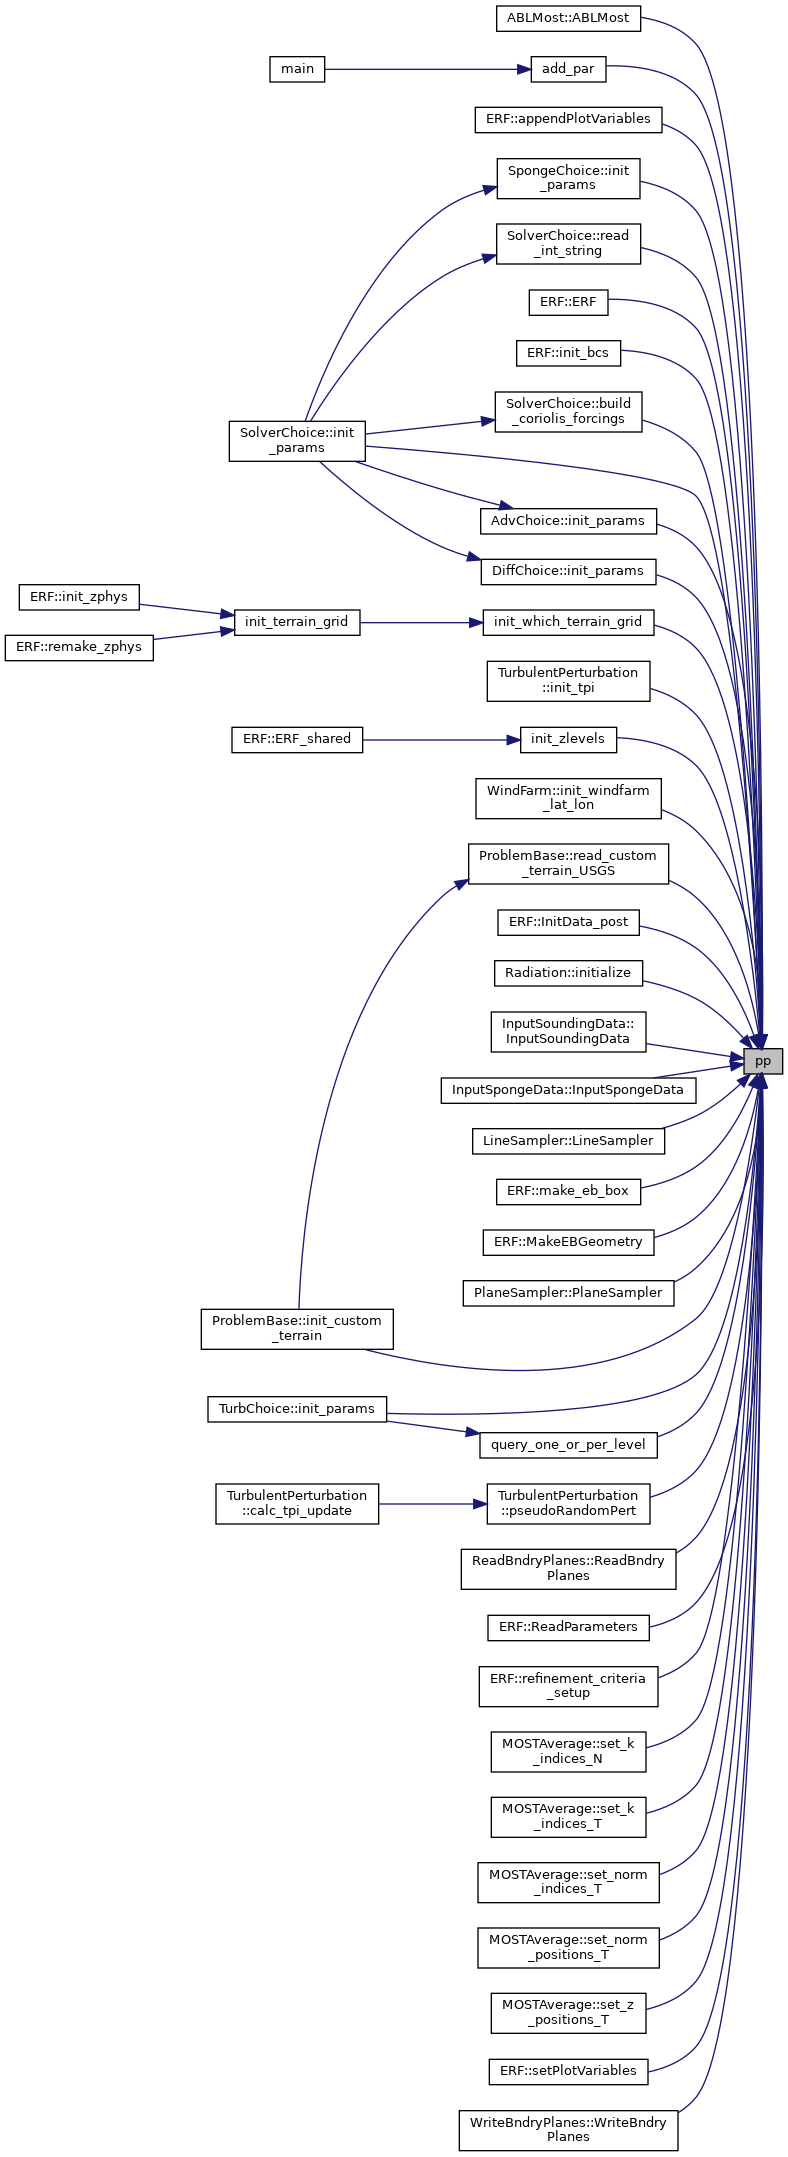 ABLMost::ABLMost
main
add_par
ERF::appendPlotVariables
SpongeChoice::init
_params
SolverChoice::read
_int_string
ERF::ERF
ERF::init_bcs
SolverChoice::build
_coriolis_forcings
SolverChoice::init
_params
AdvChoice::init_params
DiffChoice::init_params
ERF::init_zphys
init_terrain_grid
init_which_terrain_grid
ERF::remake_zphys
TurbulentPerturbation
::init_tpi
ERF::ERF_shared
init_zlevels
WindFarm::init_windfarm
_lat_lon
ProblemBase::read_custom
_terrain_USGS
ERF::InitData_post
Radiation::initialize
InputSoundingData::
InputSoundingData
pp
InputSpongeData::InputSpongeData
LineSampler::LineSampler
ERF::make_eb_box
ERF::MakeEBGeometry
PlaneSampler::PlaneSampler
ProblemBase::init_custom
_terrain
TurbChoice::init_params
query_one_or_per_level
TurbulentPerturbation
::calc_tpi_update
TurbulentPerturbation
::pseudoRandomPert
ReadBndryPlanes::ReadBndry
Planes
ERF::ReadParameters
ERF::refinement_criteria
_setup
MOSTAverage::set_k
_indices_N
MOSTAverage::set_k
_indices_T
MOSTAverage::set_norm
_indices_T
MOSTAverage::set_norm
_positions_T
MOSTAverage::set_z
_positions_T
ERF::setPlotVariables
WriteBndryPlanes::WriteBndry
Planes